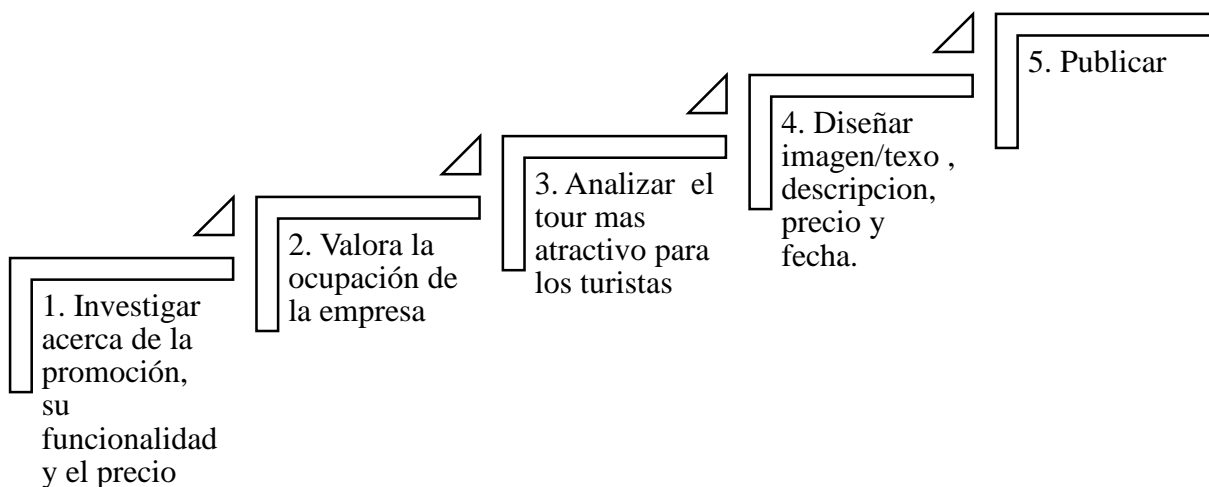 1. Investigar
acerca de la
promoción,
su
funcionalidad
y el precio
2. Valora la
ocupación de
la empresa
3. Analizar el
tour mas
atractivo para
los turistas
4. Diseñar
imagen/texo ,
descripcion,
precio y
fecha.
5. Publicar